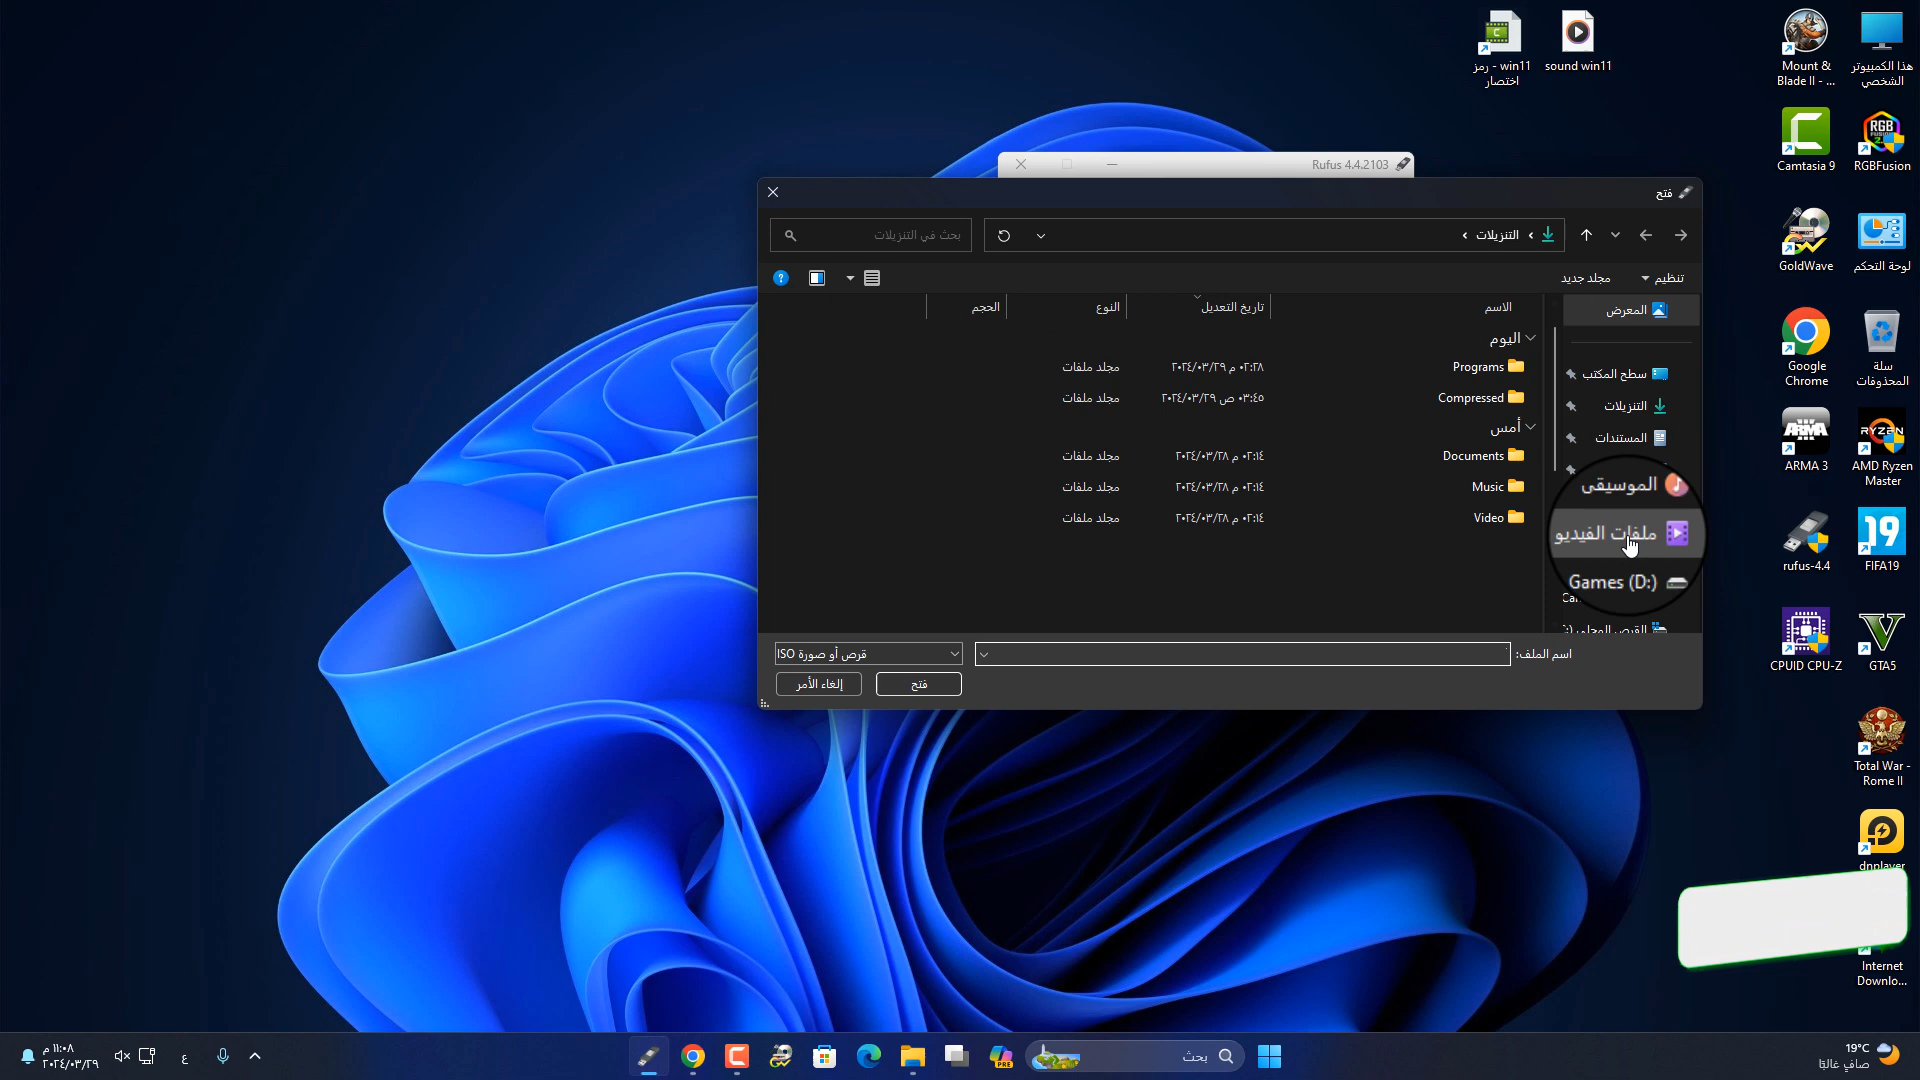 win11 - رمز
اختصار
sound win11
Mount &
Blade II - ...
هذا الكمبيوتر
الشخصي
Camtasia 9
RGBFusion
GoldWave
لوحة التحكم
Google
Chrome
سلة
المحذوفات
ARMA 3
AMD Ryzen
Master
rufus-4.4
FIFA19
CPUID CPU-Z
GTA5
Total War -
Rome II
dnplayer
Internet
Downlo...
Rufus 4.4.2103
فتح
التنزيلات
بحث في التنزيلات
تنظيم
مجلد جديد
الاسم
تاريخ التعديل
النوع
الحجم
المعرض
سطح المكتب
التنزيلات
المستندات
الموسيقى
ملفات الفيديو
Games (D:)
القرص المحلي (:
اليوم
Programs
٠٢:٢٨ م ٢٠٢٤/٠٣/٢٩
مجلد ملفات
Compressed
٠٣:٤٥ ص ٢٠٢٤/٠٣/٢٩
مجلد ملفات
أمس
Documents
٠٢:١٤ م ٢٠٢٤/٠٣/٢٨
مجلد ملفات
Music
٠٢:١٤ م ٢٠٢٤/٠٣/٢٨
مجلد ملفات
Video
٠٢:١٤ م ٢٠٢٤/٠٣/٢٨
مجلد ملفات
اسم الملف:
قرص أو صورة ISO
فتح
إلغاء الأمر
19°C
صافٍ غالبًا
بحث
PRE
ع
١١:٠٨ م
٢٠٢٤/٠٣/٢٩